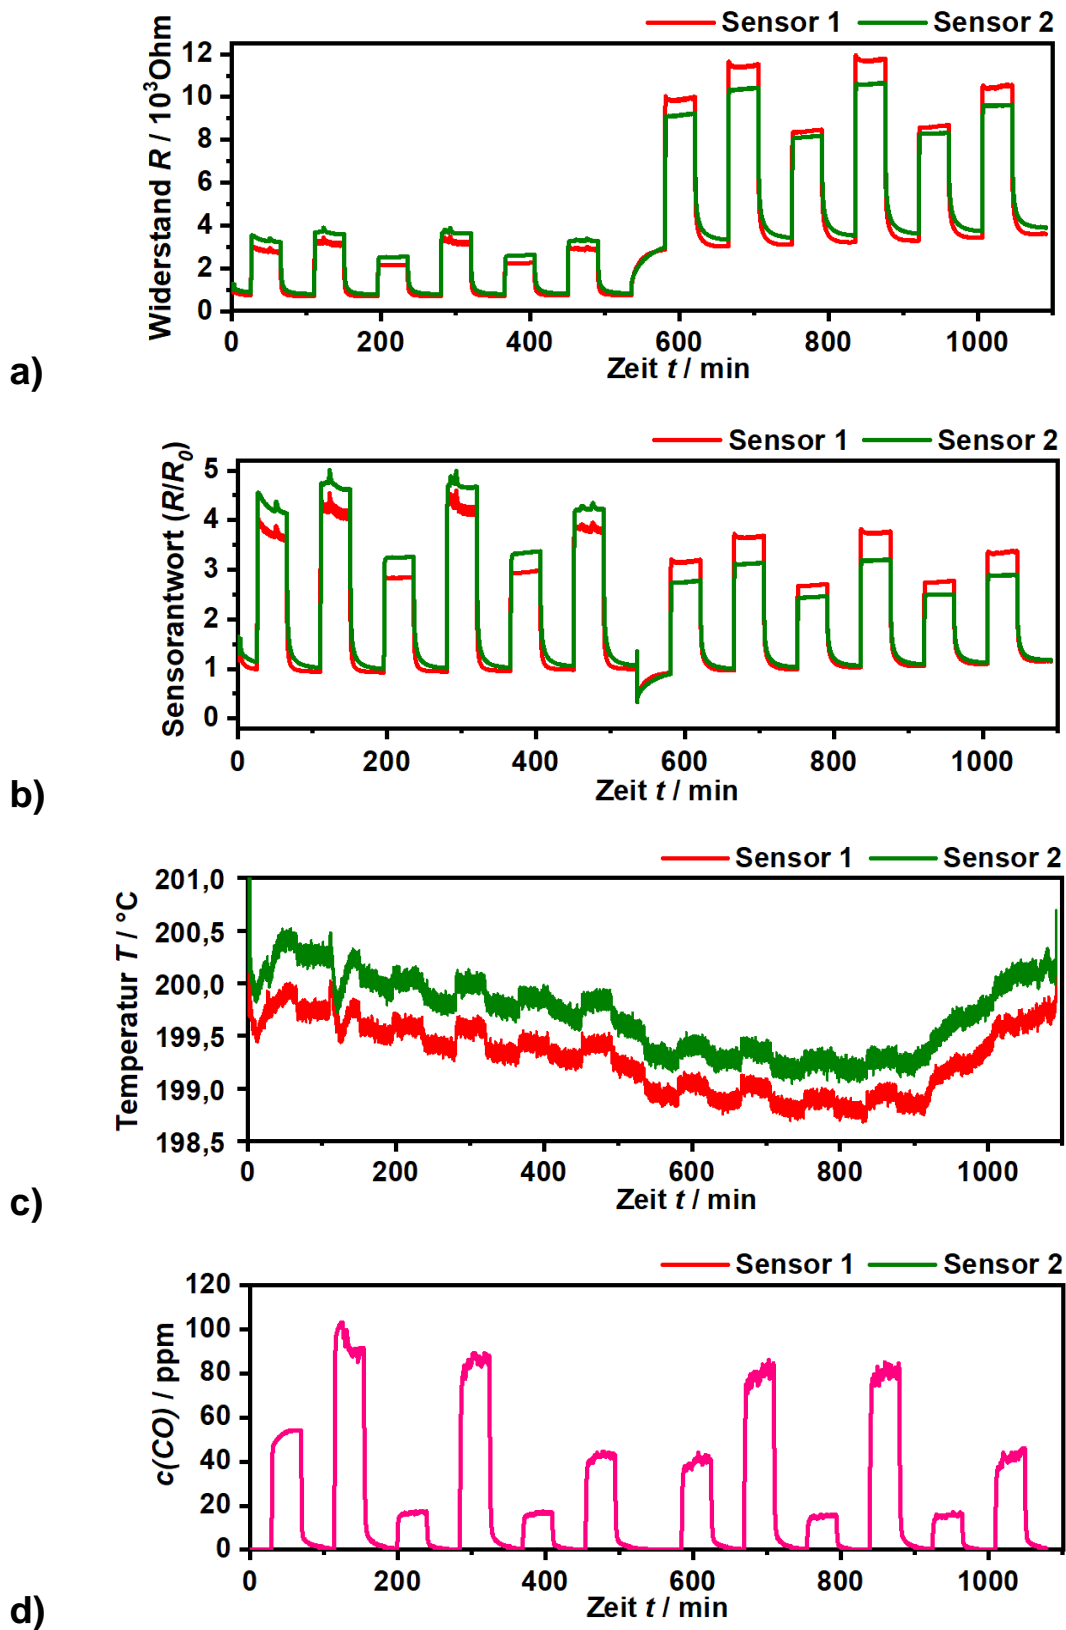 Sensor 1 Sensor 2
Widerstand R / 10³Ohm
12
10
8
6
4
2
0
0 200 400 600 800 1000
Zeit t / min
a)
Sensor 1 Sensor 2
Sensorantwort (R/R₀)
5
4
3
2
1
0
0 200 400 600 800 1000
Zeit t / min
b)
Sensor 1 Sensor 2
Temperatur T / °C
201,0
200,5
200,0
199,5
199,0
198,5
0 200 400 600 800 1000
Zeit t / min
c)
Sensor 1 Sensor 2
c(CO) / ppm
120
100
80
60
40
20
0
0 200 400 600 800 1000
Zeit t / min
d)